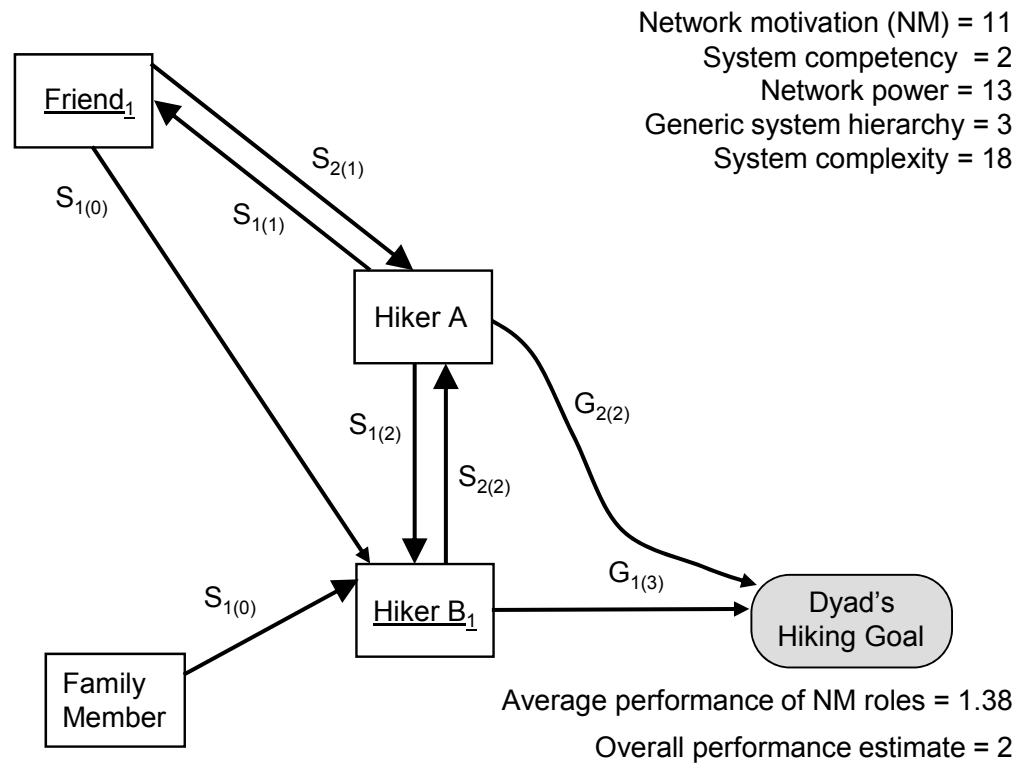 Network motivation (NM) = 11
System competency = 2
Network power = 13
Generic system hierarchy = 3
System complexity = 18
Friend₁
S₂₍₁₎
S₁₍₀₎
S₁₍₁₎
Hiker A
G₂₍₂₎
S₁₍₂₎
S₂₍₂₎
G₁₍₃₎
S₁₍₀₎
Hiker B₁
Dyad's
Hiking Goal
Family
Member
Average performance of NM roles = 1.38
Overall performance estimate = 2